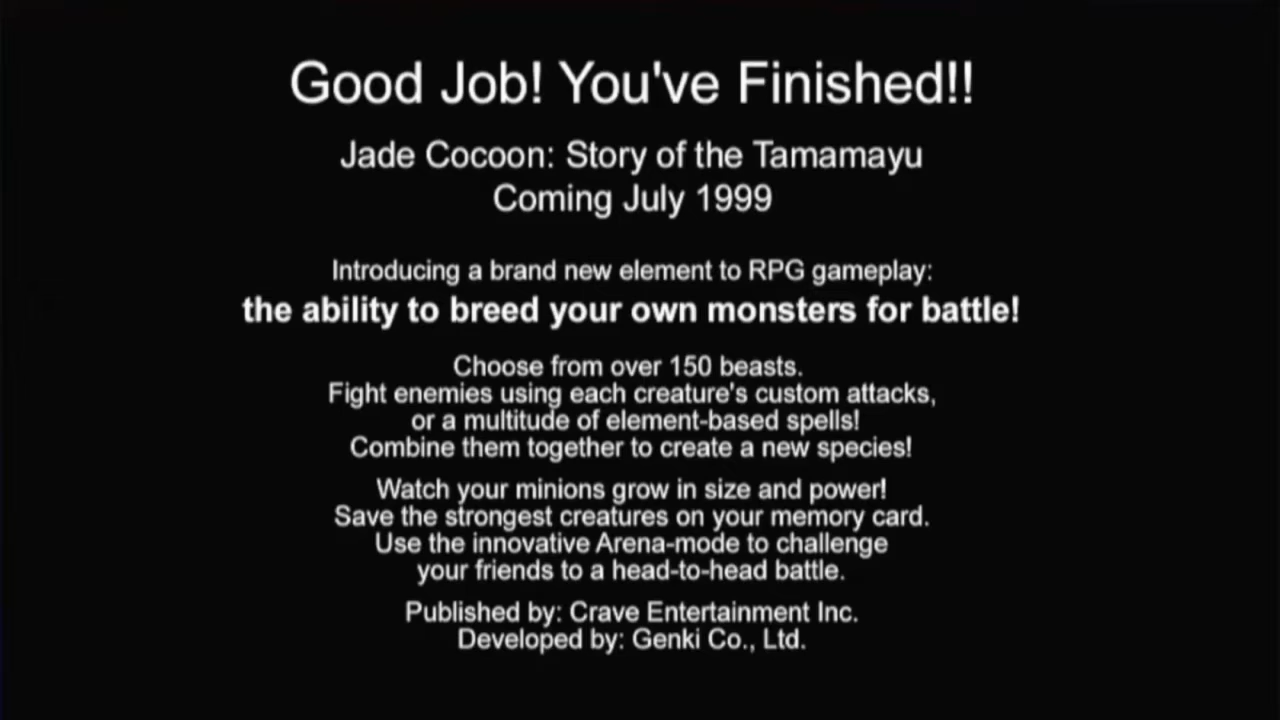 Good Job! You've Finished!!
Jade Cocoon: Story of the Tamamayu
Coming July 1999
Introducing a brand new element to RPG gameplay:
the ability to breed your own monsters for battle!
Choose from over 150 beasts.
Fight enemies using each creature's custom attacks,
or a multitude of element-based spells!
Combine them together to create a new species!
Watch your minions grow in size and power!
Save the strongest creatures on your memory card.
Use the innovative Arena-mode to challenge
your friends to a head-to-head battle.
Published by: Crave Entertainment Inc.
Developed by: Genki Co., Ltd.